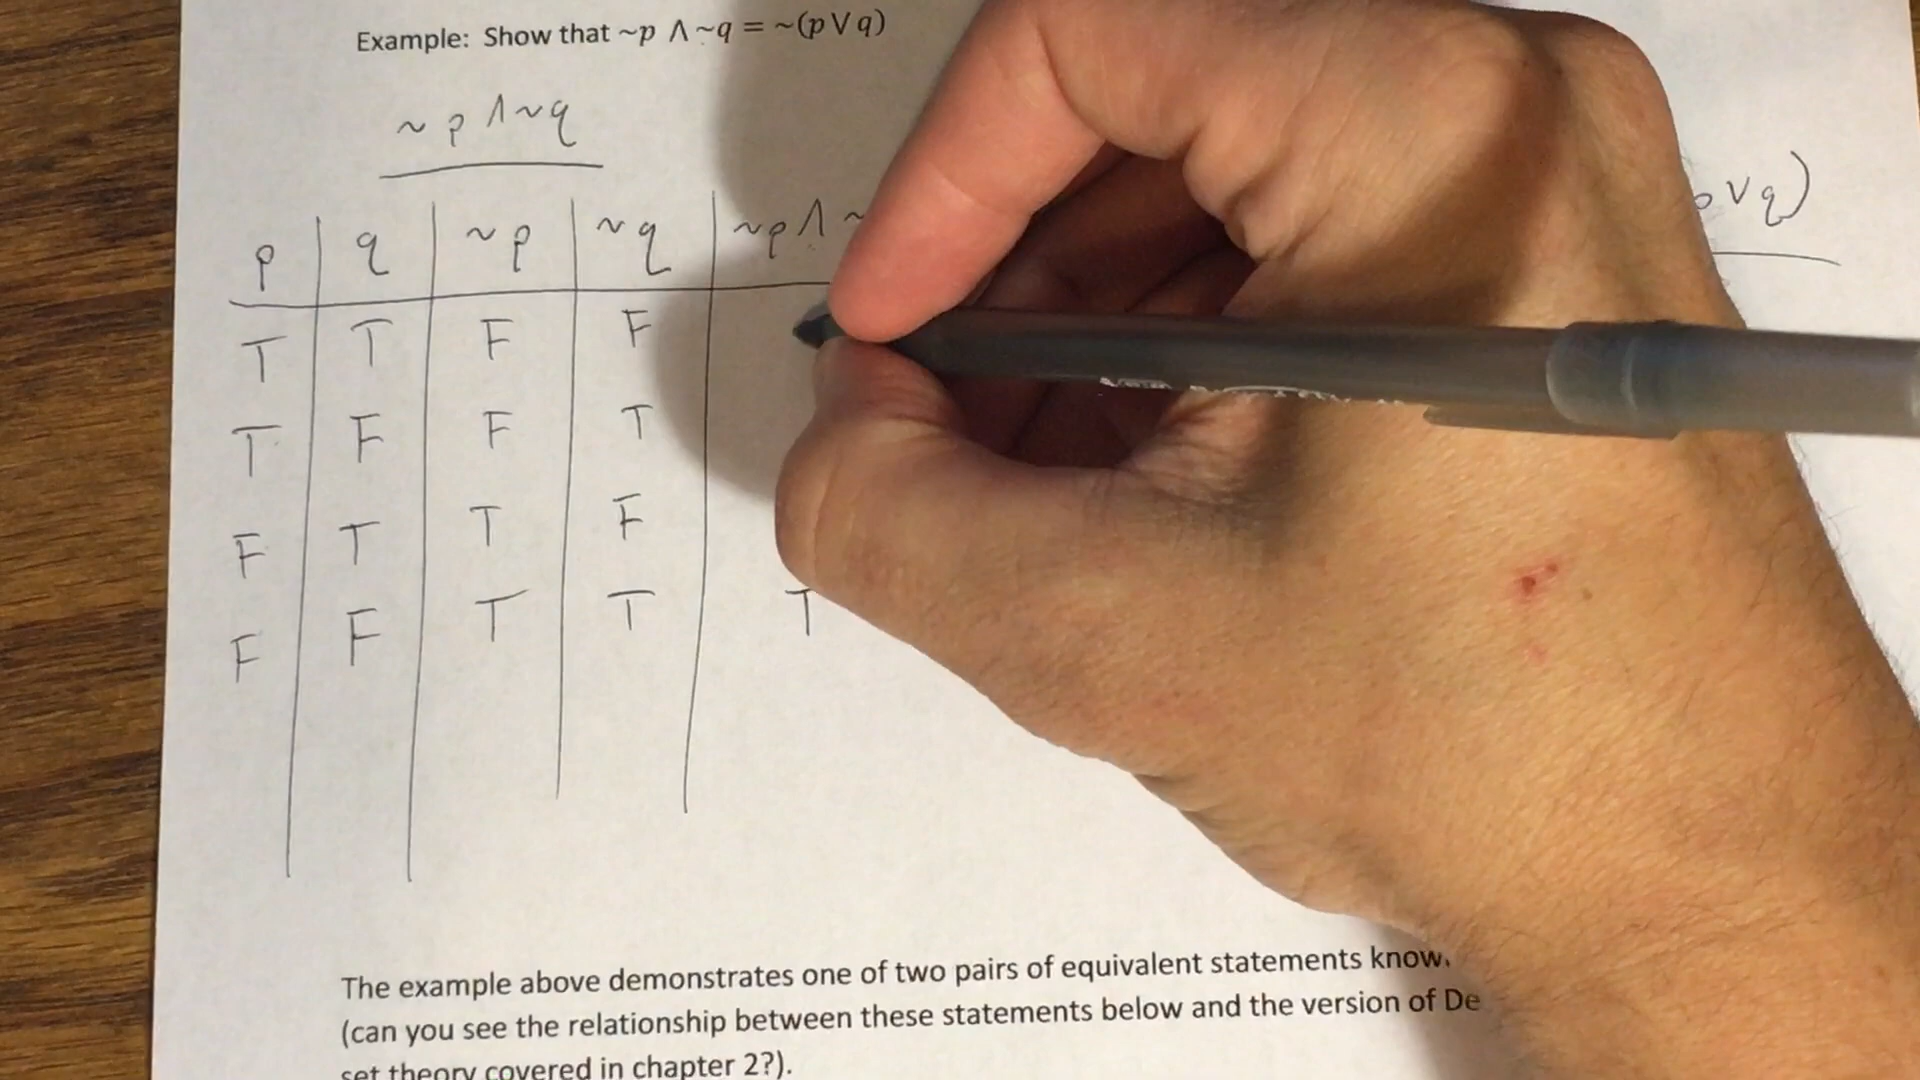 Example: Show that ~p ∧ ~q = ~(p ∨ q)
~p ∧ ~q
∨ q)
p q ~p ~q ~p ∧ ~
T T F F
T F F T
F T T F
F F T T T
The example above demonstrates one of two pairs of equivalent statements know
(can you see the relationship between these statements below and the version of De
set theory covered in chapter 2?).